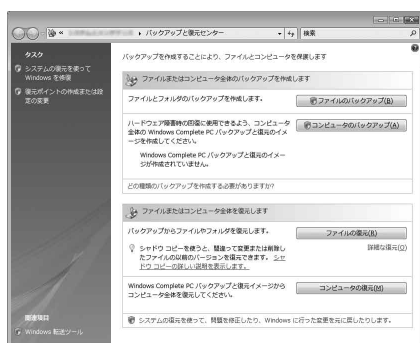 « ▸ バックアップと復元センター
検索
タスク
システムの復元を使って
Windows を修復
復元ポイントの作成または設
定の変更
関連項目
Windows 転送ツール
バックアップを作成することにより、ファイルとコンピュータを保護します
ファイルまたはコンピュータ全体のバックアップを作成します
ファイルとフォルダのバックアップを作成します。
ファイルのバックアップ(B)
ハードウェア障害時の回復に使用できるよう、コンピュータ
全体の Windows Complete PC バックアップと復元のイメ
ージを作成してください。
コンピュータのバックアップ(A)
Windows Complete PC バックアップと復元のイメー
ジが作成されていません。
どの種類のバックアップを作成する必要がありますか?
ファイルまたはコンピュータ全体を復元します
バックアップからファイルやフォルダを復元します。
ファイルの復元(R)
詳細な復元(O)
シャドウ コピーを使うと、間違って変更または削除し
たファイルの以前のバージョンを復元できます。 シャ
ドウ コピーの詳しい説明を表示します。
Windows Complete PC バックアップと復元イメージから
コンピュータ全体を復元してください。
コンピュータの復元(M)
システムの復元を使って、問題を修正したり、Windows に行った変更を元に戻したりします。